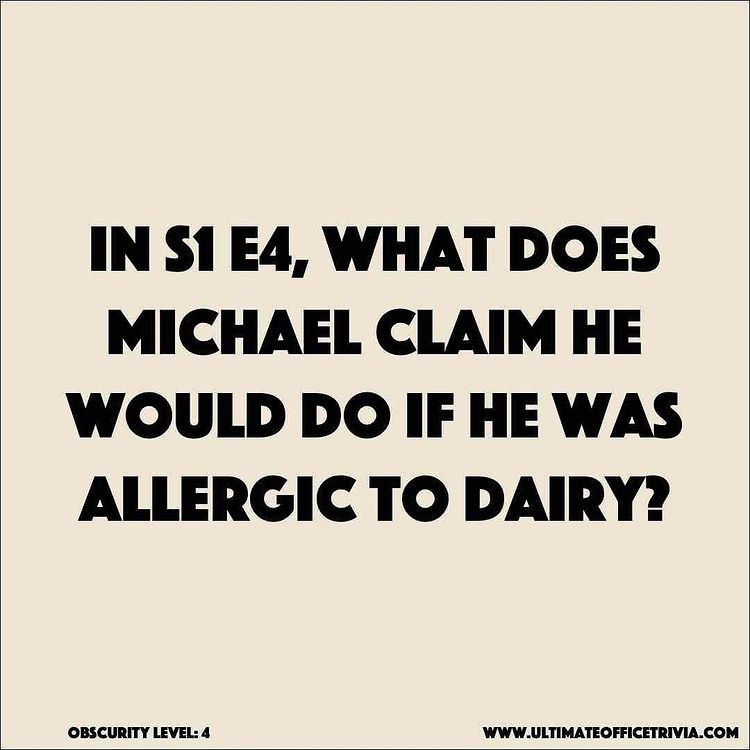 IN S1 E4, WHAT DOES
MICHAEL CLAIM HE
WOULD DO IF HE WAS
ALLERGIC TO DAIRY?
OBSCURITY LEVEL: 4
WWW.ULTIMATEOFFICETRIVIA.COM